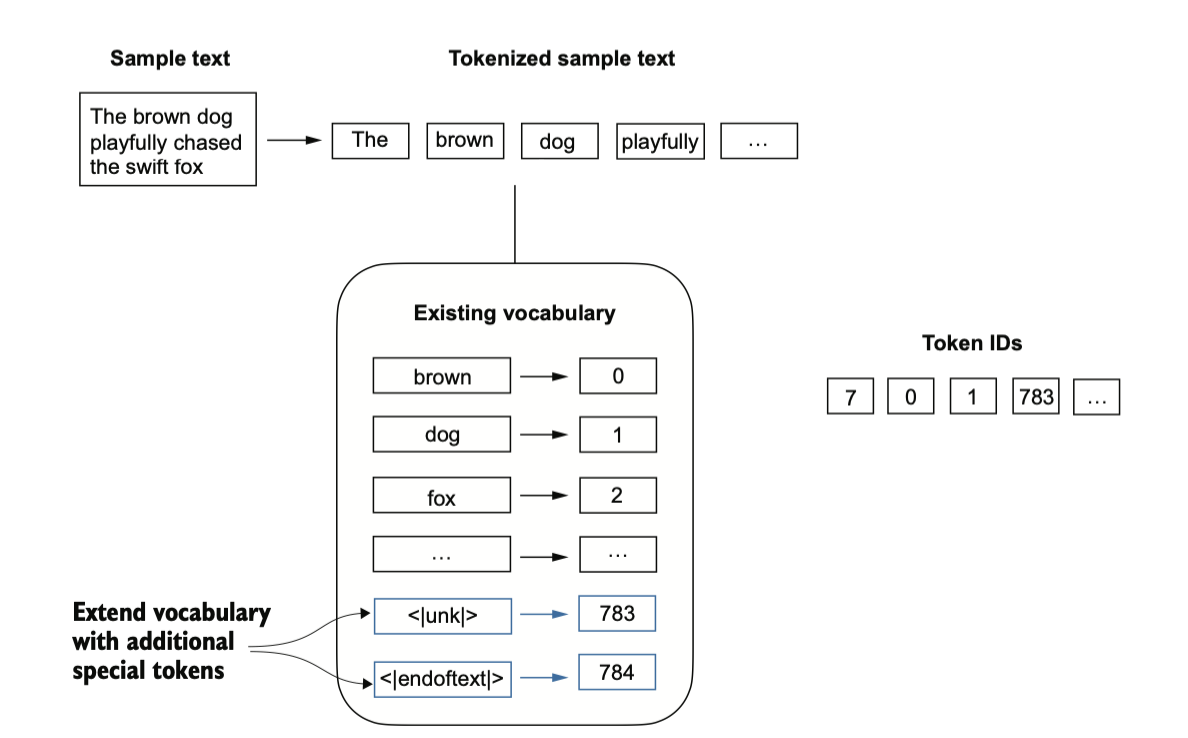 Sample text
Tokenized sample text
The brown dog
playfully chased
the swift fox
The
brown
dog
playfully
...
Existing vocabulary
brown
0
dog
1
fox
2
...
...
<|unk|>
783
<|endoftext|>
784
Token IDs
7
0
1
783
...
Extend vocabulary
with additional
special tokens